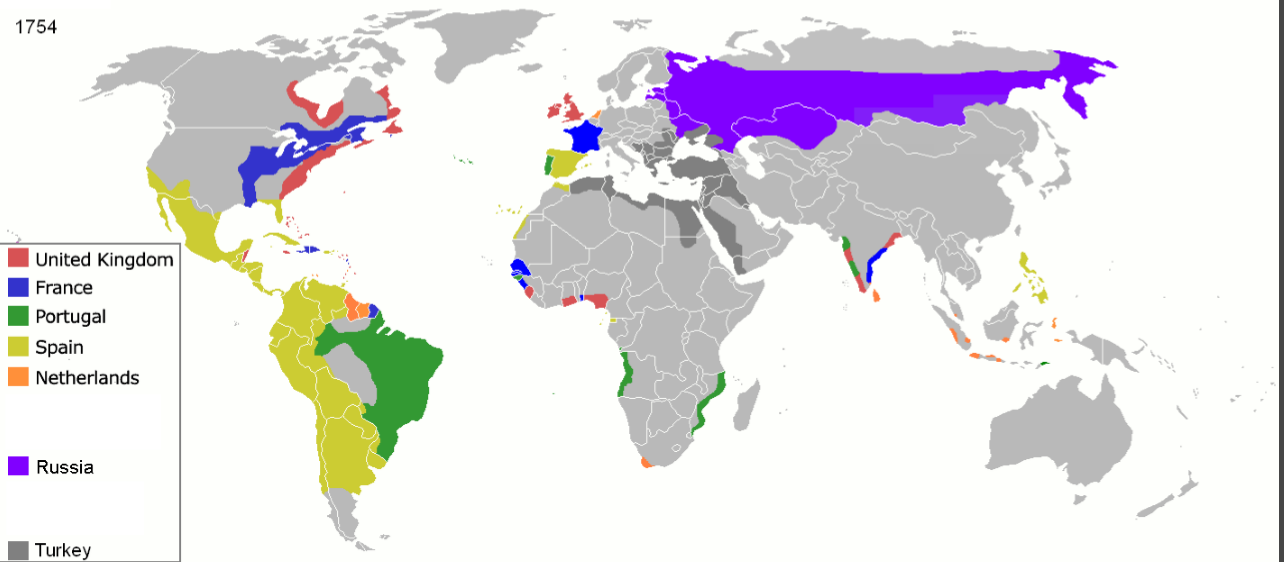 1754
United Kingdom
France
Portugal
Spain
Netherlands
Russia
Turkey